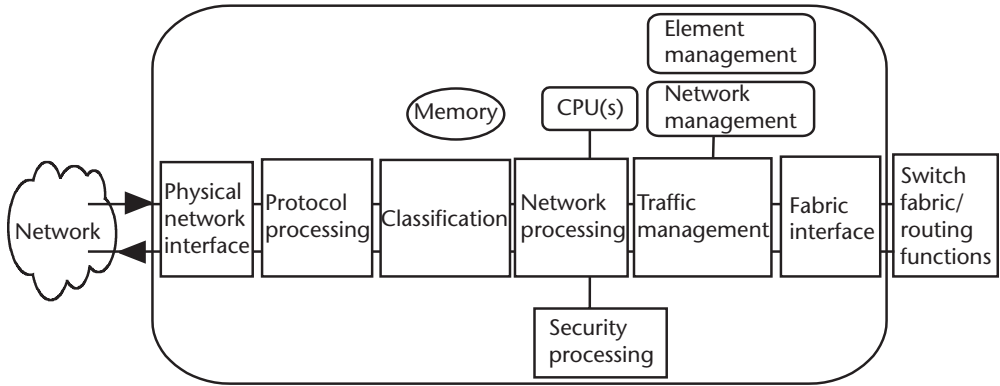 Element
management
Network
management
CPU(s)
Memory
Network
Physical
network
interface
Protocol
processing
Classification
Network
processing
Traffic
management
Fabric
interface
Switch
fabric/
routing
functions
Security
processing